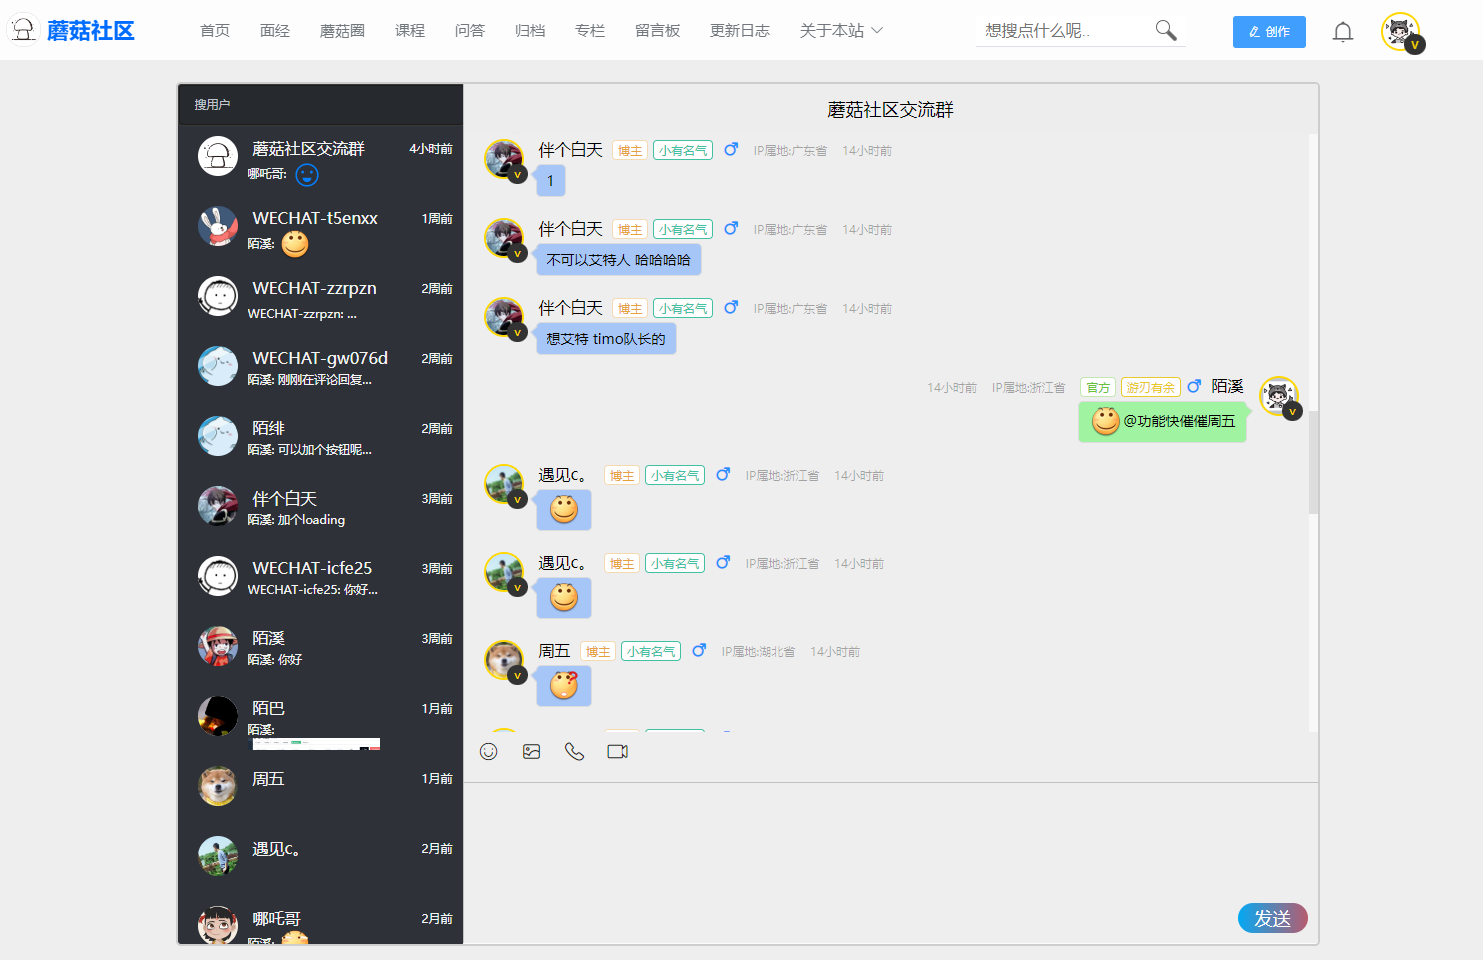 蘑菇社区
首页 面经 蘑菇圈 课程 问答 归档 专栏 留言板 更新日志 关于本站
想搜点什么呢..
创作
V
搜用户
蘑菇社区交流群 4小时前
哪吒哥:
WECHAT-t5enxx 1周前
陌溪:
WECHAT-zzrpzn 2周前
WECHAT-zzrpzn: ...
WECHAT-gw076d 2周前
陌溪: 刚刚在评论回复...
陌绯 2周前
陌溪: 可以加个按钮呢...
伴个白天 3周前
陌溪: 加个loading
WECHAT-icfe25 3周前
WECHAT-icfe25: 你好...
陌溪 3周前
陌溪: 你好
陌巴 1月前
陌溪:
周五 1月前
遇见c。 2月前
哪吒哥 2月前
陌溪:
蘑菇社区交流群
伴个白天 博主 小有名气 IP属地:广东省 14小时前
V
1
伴个白天 博主 小有名气 IP属地:广东省 14小时前
V
不可以艾特人 哈哈哈哈
伴个白天 博主 小有名气 IP属地:广东省 14小时前
V
想艾特 timo队长的
14小时前 IP属地:浙江省 官方 游刃有余 陌溪
V
@功能快催催周五
遇见c。 博主 小有名气 IP属地:浙江省 14小时前
V
遇见c。 博主 小有名气 IP属地:浙江省 14小时前
V
周五 博主 小有名气 IP属地:湖北省 14小时前
V
发送